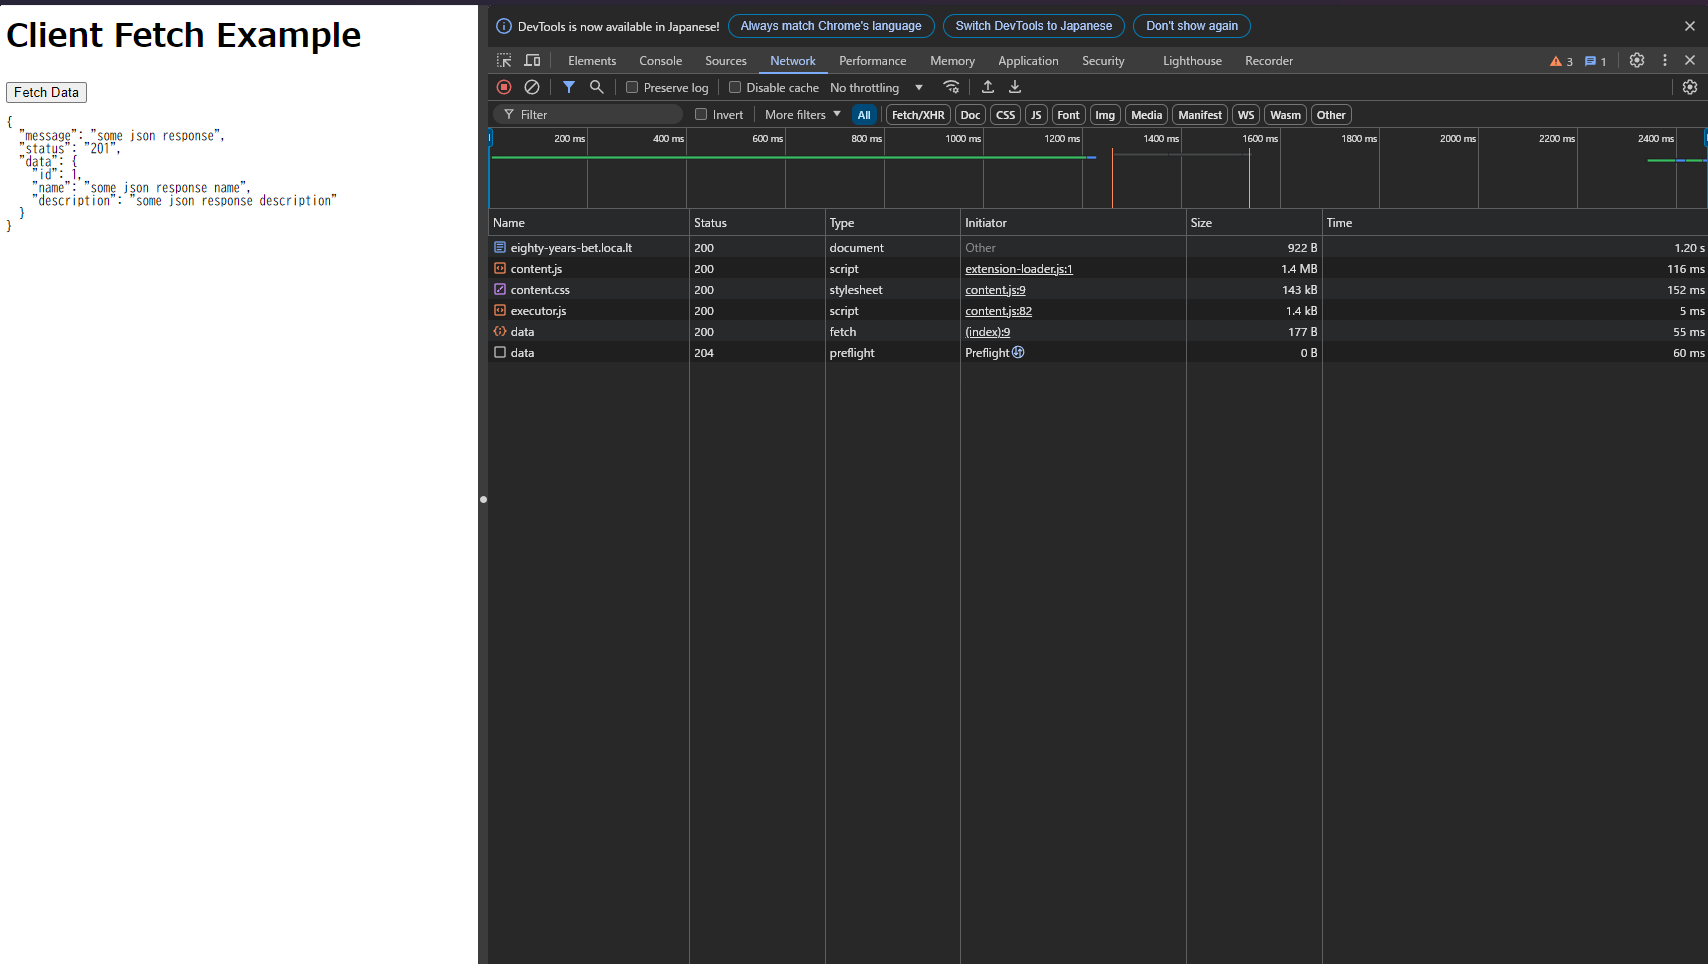 Client Fetch Example
Fetch Data
{
"message": "some json response",
"status": "201",
"data": {
"id": 1,
"name": "some json response name",
"description": "some json response description"
}
}
DevTools is now available in Japanese! Always match Chrome's language Switch DevTools to Japanese Don't show again
Elements Console Sources Network Performance Memory Application Security Lighthouse Recorder 3 1
Preserve log Disable cache No throttling
Filter Invert More filters All Fetch/XHR Doc CSS JS Font Img Media Manifest WS Wasm Other
200 ms 400 ms 600 ms 800 ms 1000 ms 1200 ms 1400 ms 1600 ms 1800 ms 2000 ms 2200 ms 2400 ms
Name Status Type Initiator Size Time
eighty-years-bet.loca.lt 200 document Other 922 B 1.20 s
content.js 200 script extension-loader.js:1 1.4 MB 116 ms
content.css 200 stylesheet content.js:9 143 kB 152 ms
executor.js 200 script content.js:82 1.4 kB 5 ms
data 200 fetch (index):9 177 B 55 ms
data 204 preflight Preflight 0 B 60 ms